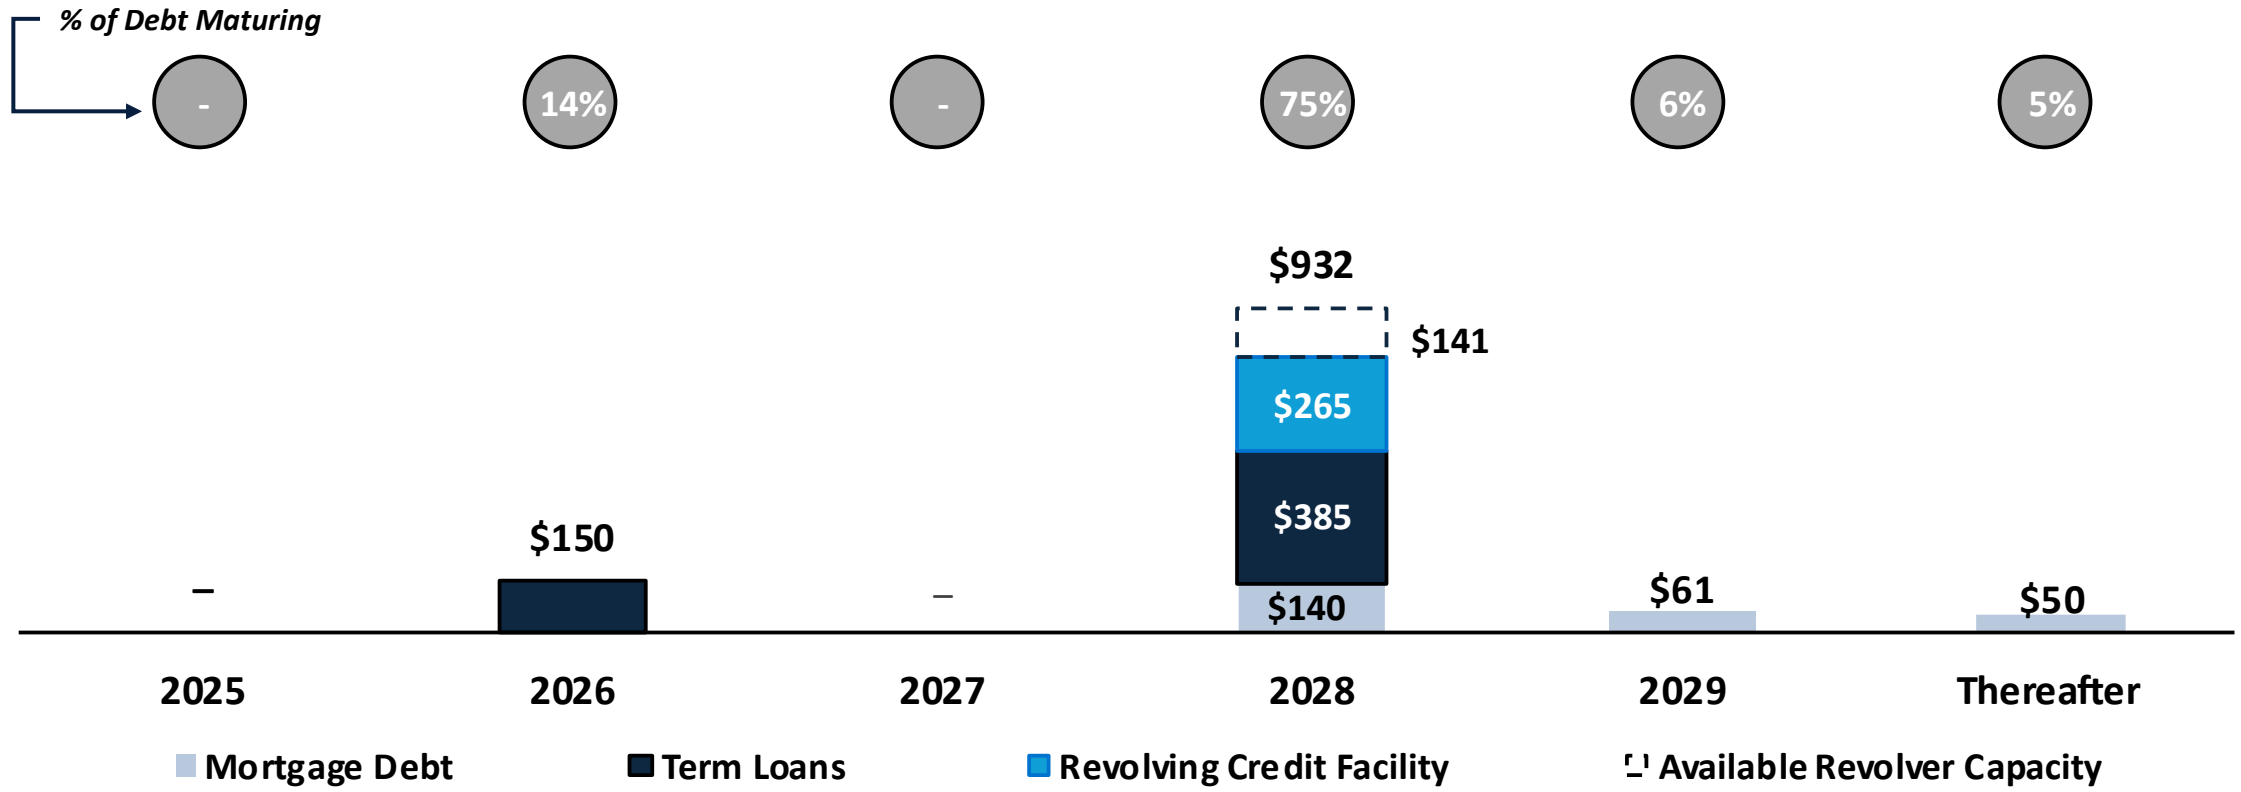 % of Debt Maturing
- 14% - 75% 6% 5%
$932
$141
$265
$385
$140
$150
– –
$61
$50
2025 2026 2027 2028 2029 Thereafter
Mortgage Debt Term Loans Revolving Credit Facility Available Revolver Capacity